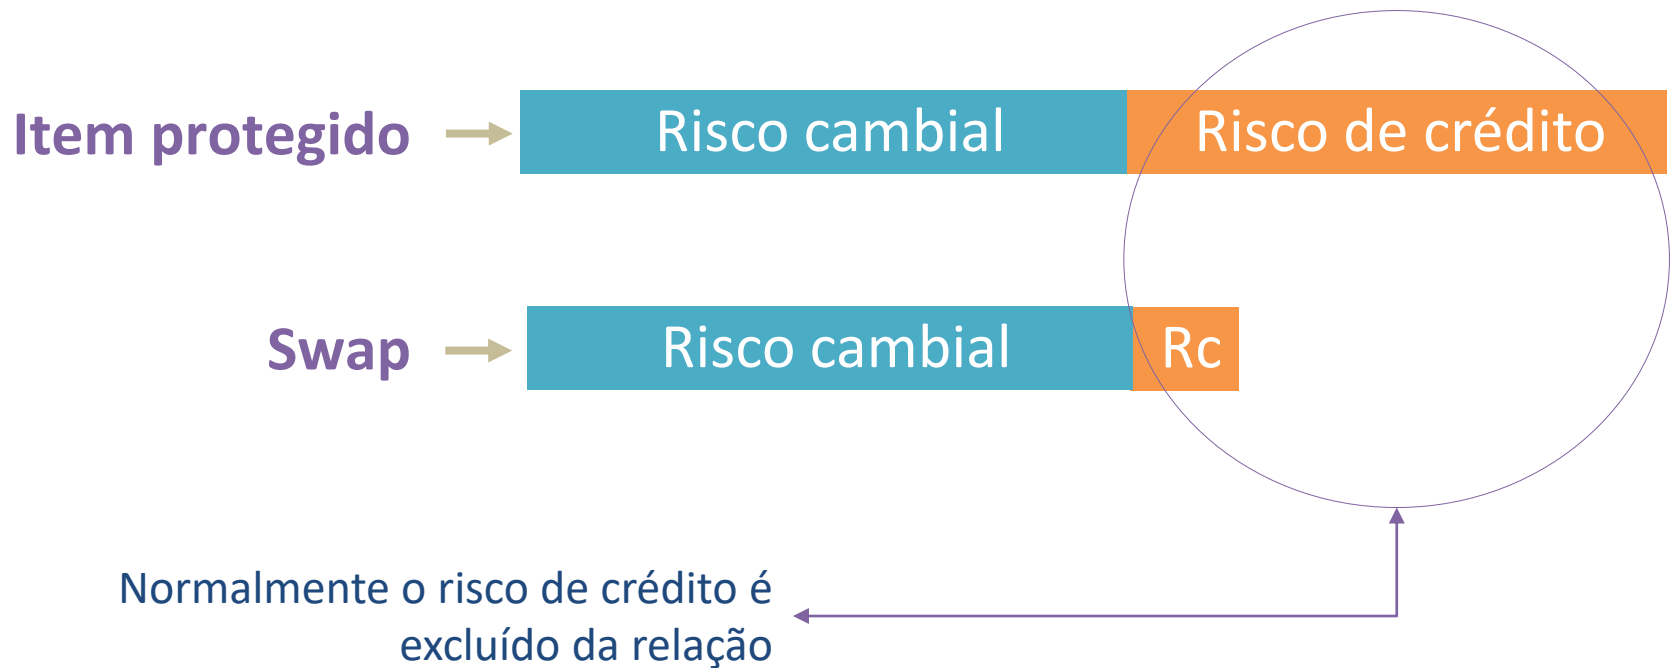 Item protegido
Risco cambial
Risco de crédito
Swap
Risco cambial
Rc
Normalmente o risco de crédito é
excluído da relação